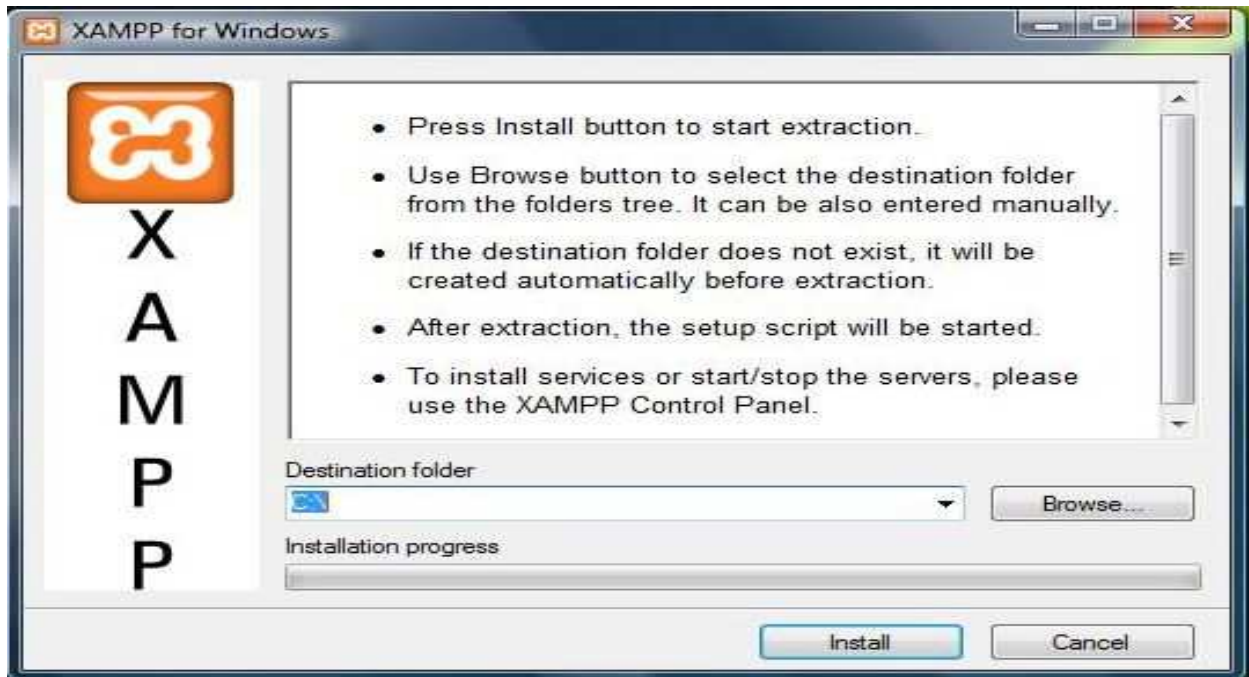 XAMPP for Windows
X
A
M
P
P
• Press Install button to start extraction.
• Use Browse button to select the destination folder
from the folders tree. It can be also entered manually.
• If the destination folder does not exist, it will be
created automatically before extraction.
• After extraction, the setup script will be started.
• To install services or start/stop the servers, please
use the XAMPP Control Panel.
Destination folder
C:\
Browse...
Installation progress
Install
Cancel